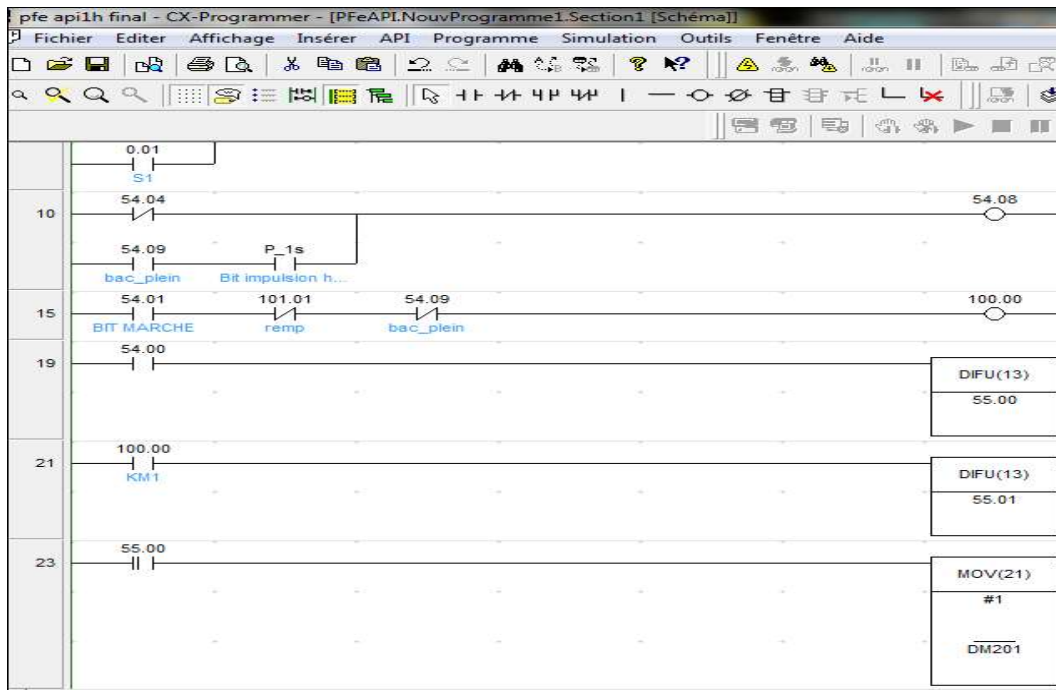 pfe api1h final - CX-Programmer - [PFeAPI.NouvProgramme1.Section1 [Schéma]]
Fichier Editer Affichage Insérer API Programme Simulation Outils Fenêtre Aide
0.01
S1
10
54.04
54.08
54.09 P_1s
bac_plein Bit impulsion h...
15
54.01 101.01 54.09 100.00
BIT MARCHE remp bac_plein
19
54.00
DIFU(13)
55.00
21
100.00
KM1
DIFU(13)
55.01
23
55.00
MOV(21)
#1
DM201